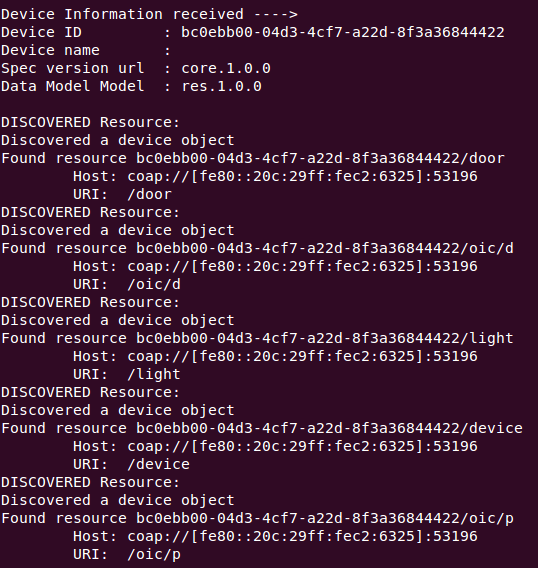 Device Information received ---->
Device ID         : bc0ebb00-04d3-4cf7-a22d-8f3a36844422
Device name       :
Spec version url  : core.1.0.0
Data Model Model  : res.1.0.0

DISCOVERED Resource:
Discovered a device object
Found resource bc0ebb00-04d3-4cf7-a22d-8f3a36844422/door
        Host: coap://[fe80::20c:29ff:fec2:6325]:53196
        URI:  /door
DISCOVERED Resource:
Discovered a device object
Found resource bc0ebb00-04d3-4cf7-a22d-8f3a36844422/oic/d
        Host: coap://[fe80::20c:29ff:fec2:6325]:53196
        URI:  /oic/d
DISCOVERED Resource:
Discovered a device object
Found resource bc0ebb00-04d3-4cf7-a22d-8f3a36844422/light
        Host: coap://[fe80::20c:29ff:fec2:6325]:53196
        URI:  /light
DISCOVERED Resource:
Discovered a device object
Found resource bc0ebb00-04d3-4cf7-a22d-8f3a36844422/device
        Host: coap://[fe80::20c:29ff:fec2:6325]:53196
        URI:  /device
DISCOVERED Resource:
Discovered a device object
Found resource bc0ebb00-04d3-4cf7-a22d-8f3a36844422/oic/p
        Host: coap://[fe80::20c:29ff:fec2:6325]:53196
        URI:  /oic/p